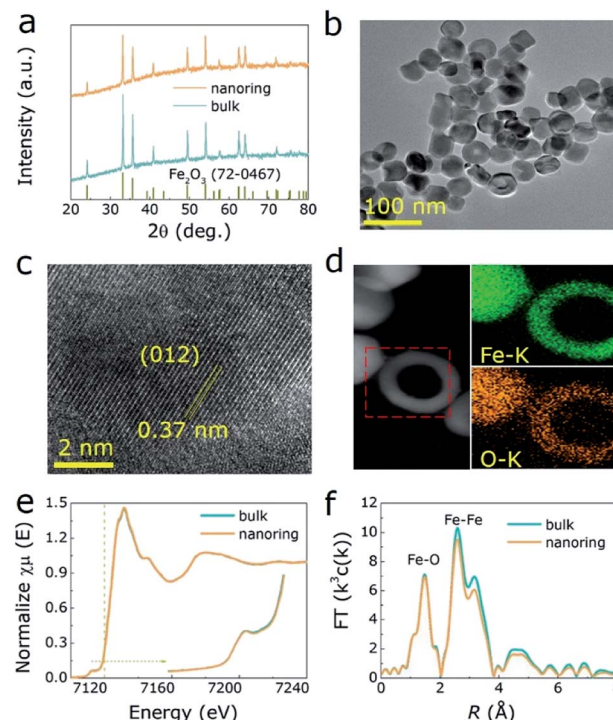 a
Intensity (a.u.)
nanoring
bulk
Fe₂O₃ (72-0467)
20 30 40 50 60 70 80
2θ (deg.)
b
100 nm
c
(012)
0.37 nm
2 nm
d
Fe-K
O-K
e
Normalize χμ (E)
1.5
1.2
0.9
0.6
0.3
0.0
bulk
nanoring
7120 7160 7200 7240
Energy (eV)
f
FT (k³c(k))
12
10
8
6
4
2
0
Fe-Fe
Fe-O
bulk
nanoring
0 2 4 6 8
R (Å)